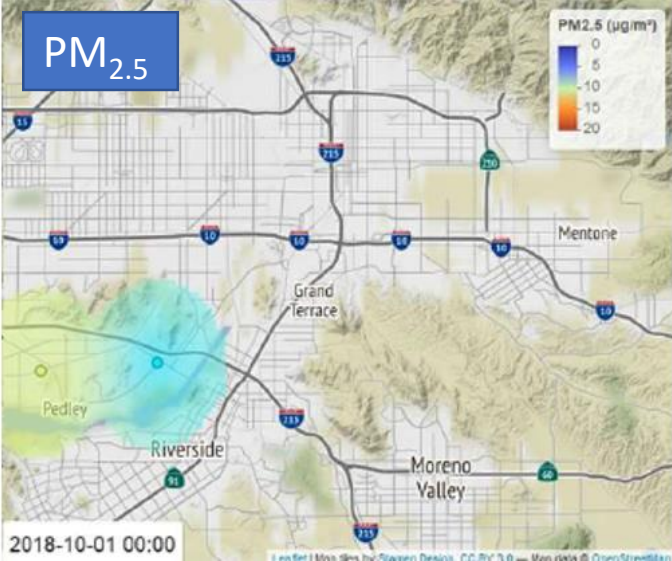 PM2.5
PM2.5 (µg/m³)
0
5
10
15
20
215
15
215
210
10
10
10
10
10
10
Mentone
Grand
Terrace
Pedley
Riverside
215
91
Moreno
Valley
60
215
2018-10-01 00:00
Leaflet | Map tiles by Stamen Design, CC BY 3.0 — Map data © OpenStreetMap